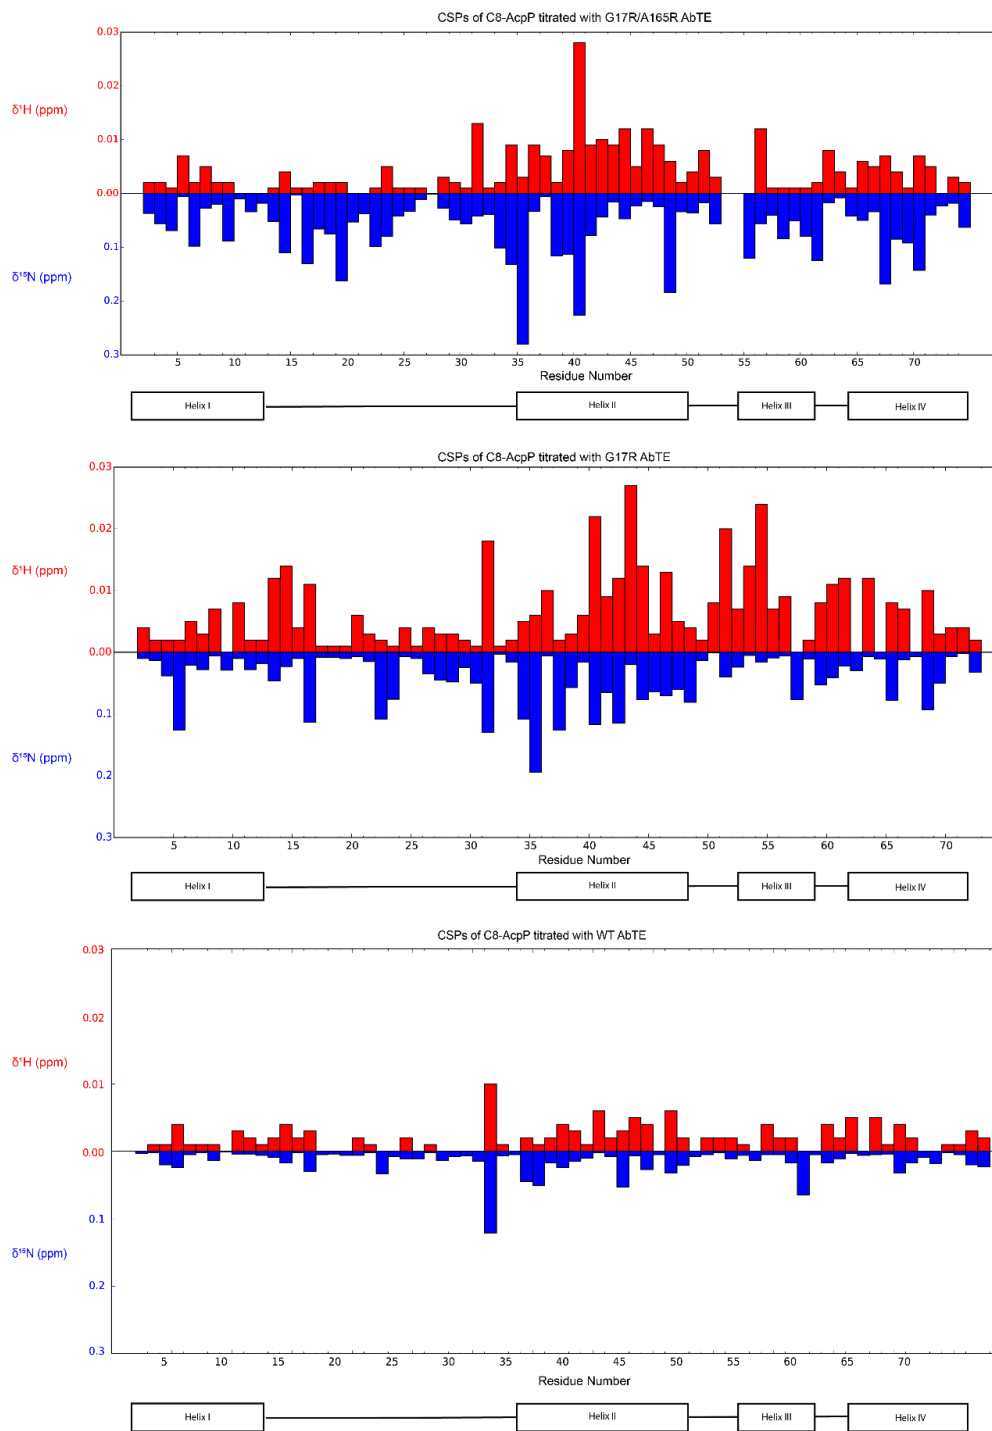 CSPs of C8-AcpP titrated with G17R/A165R AbTE
0.03
0.02
δ¹H (ppm)
0.01
0.00
0.1
δ¹⁵N (ppm)
0.2
0.3
5 10 15 20 25 30 35 40 45 50 55 60 65 70
Residue Number
Helix I Helix II Helix III Helix IV
CSPs of C8-AcpP titrated with G17R AbTE
0.03
0.02
δ¹H (ppm)
0.01
0.00
0.1
δ¹⁵N (ppm)
0.2
0.3
5 10 15 20 25 30 35 40 45 50 55 60 65 70
Residue Number
Helix I Helix II Helix III Helix IV
CSPs of C8-AcpP titrated with WT AbTE
0.03
0.02
δ¹H (ppm)
0.01
0.00
0.1
δ¹⁵N (ppm)
0.2
0.3
5 10 15 20 25 30 35 40 45 50 55 60 65 70
Residue Number
Helix I Helix II Helix III Helix IV